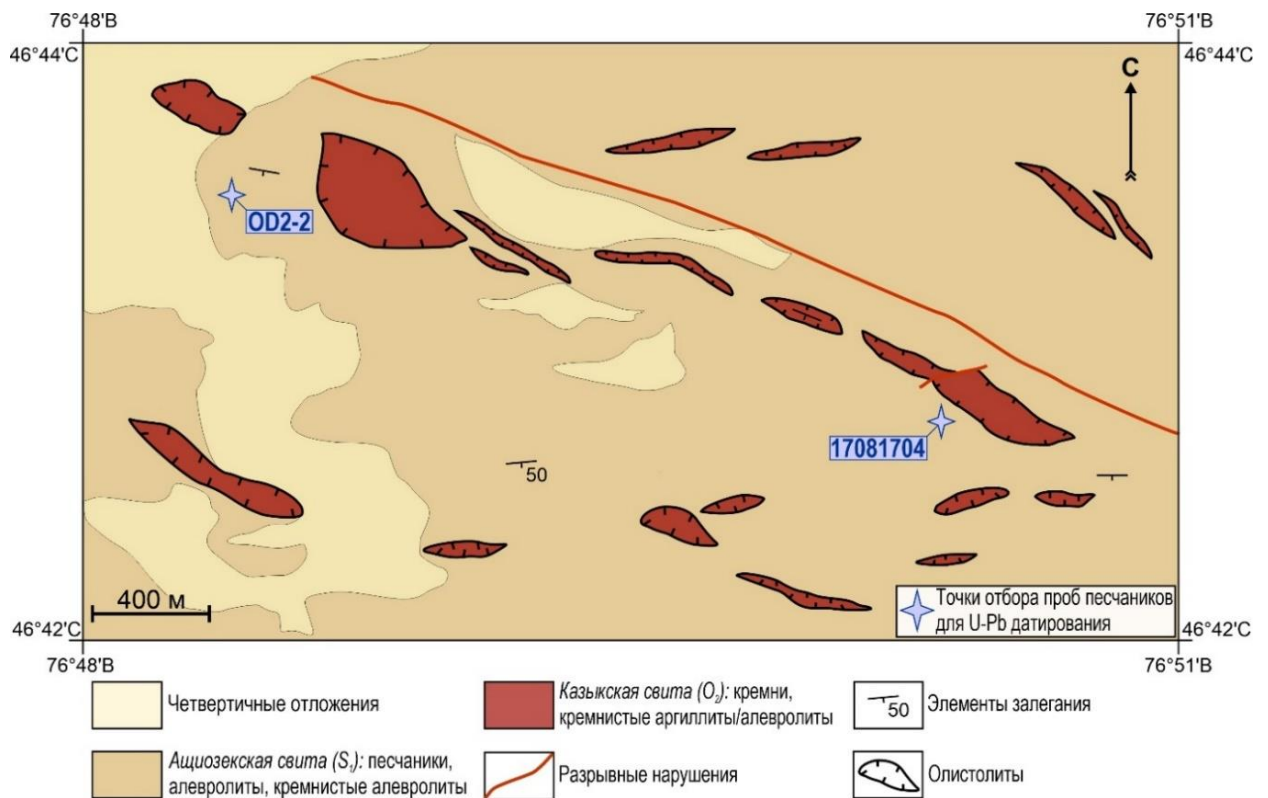 76°48'В
76°51'В
46°44'С
46°44'С
С
OD2-2
50
17081704
400 м
Точки отбора проб песчаников
для U-Pb датирования
46°42'С
46°42'С
76°48'В
76°51'В
Четвертичные отложения
Казыкская свита (O₂): кремни,
кремнистые аргиллиты/алевролиты
50
Элементы залегания
Ащиозекская свита (S₁): песчаники,
алевролиты, кремнистые алевролиты
Разрывные нарушения
Олистолиты